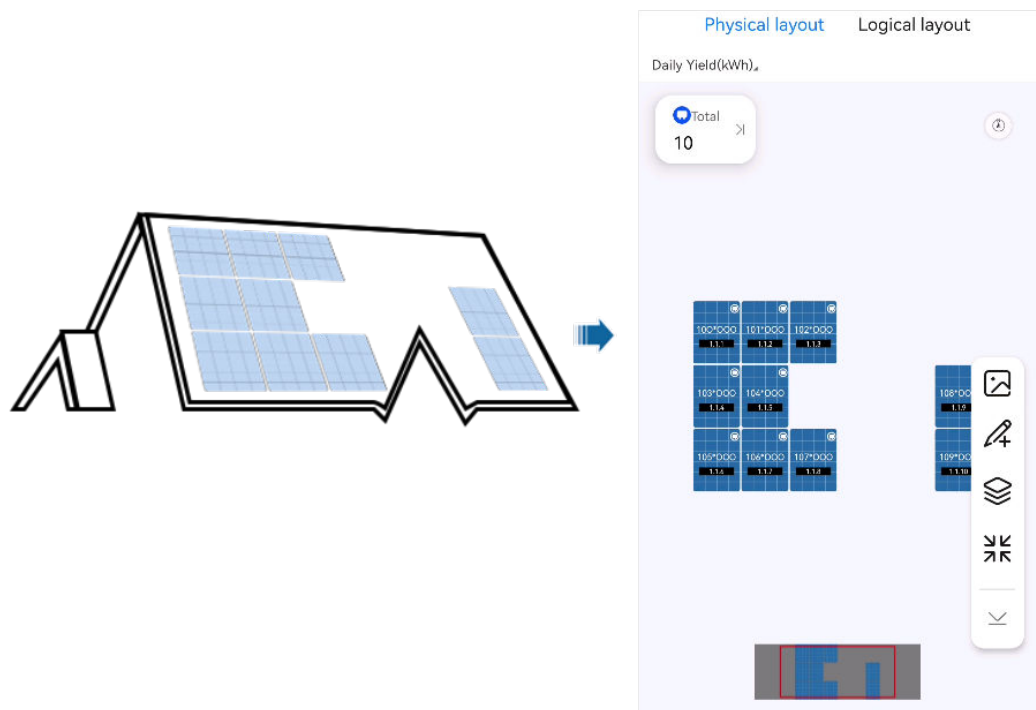 Physical layout Logical layout
Daily Yield(kWh)
Total
10
100*DOO 101*DOO 102*DOO
1.1.1 1.1.2 1.1.3
103*DOO 104*DOO 108*DO
1.1.4 1.1.5 1.1.9
105*DOO 106*DOO 107*DOO 109*DO
1.1.6 1.1.7 1.1.8 1.1.10